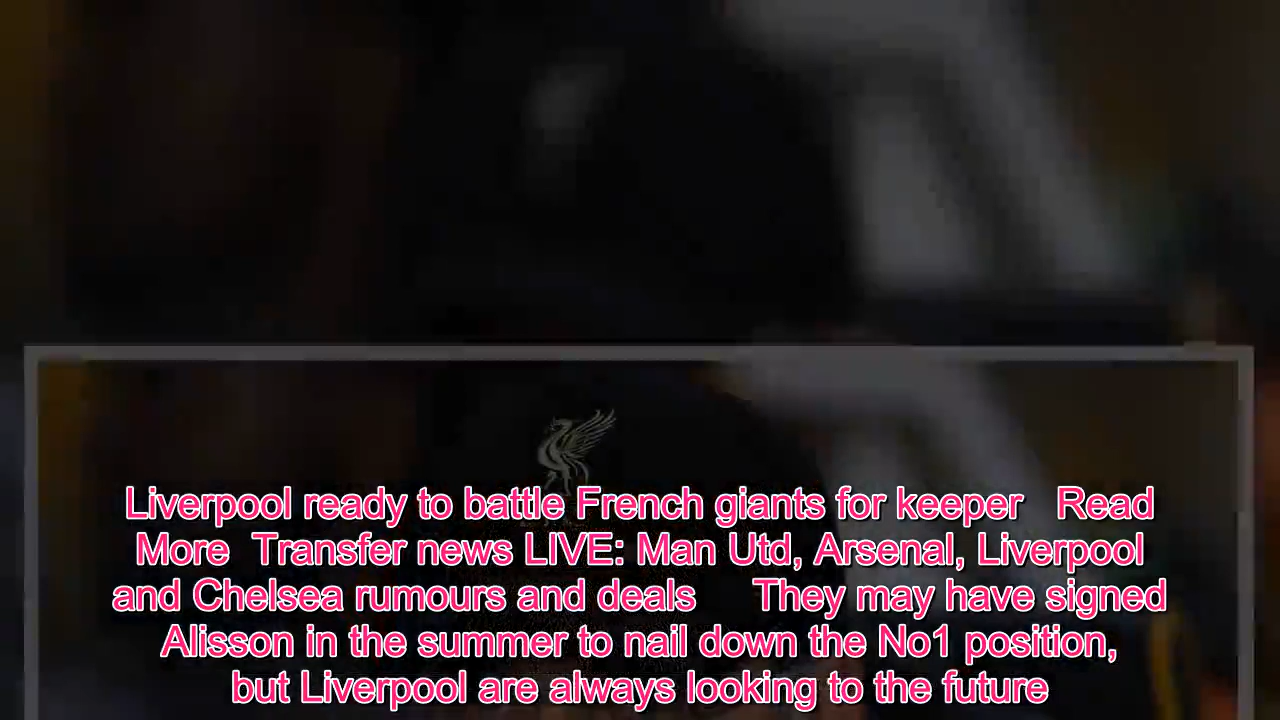 Liverpool ready to battle French giants for keeper   Read
More  Transfer news LIVE: Man Utd, Arsenal, Liverpool
and Chelsea rumours and deals      They may have signed
Alisson in the summer to nail down the No1 position,
but Liverpool are always looking to the future